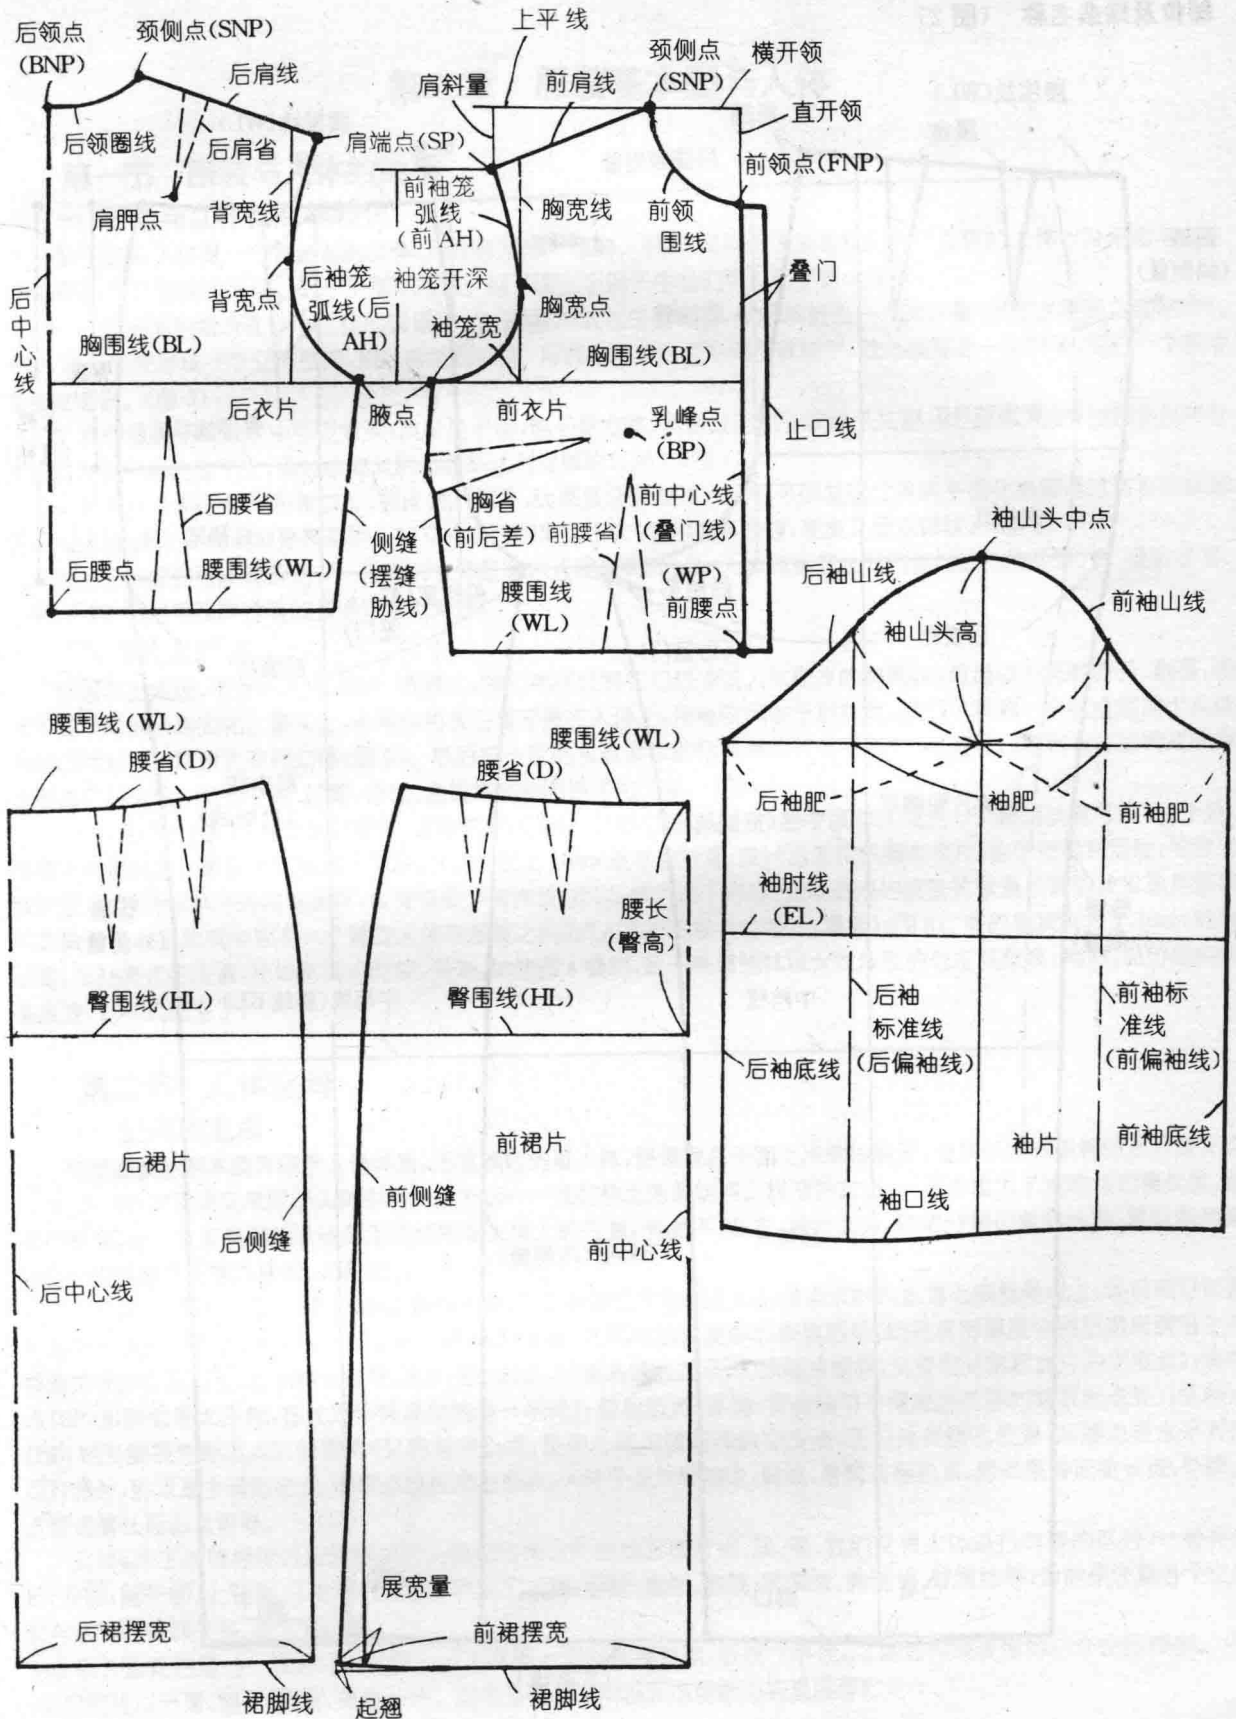 后领点
(BNP)
颈侧点(SNP)
后肩线
后领圈线
后肩省
肩胛点
背宽线
背宽点
后中心线
胸围线(BL)
后衣片
后腰省
后腰点
腰围线(WL)
上平线
肩斜量
前肩线
颈侧点
(SNP)
横开领
直开领
肩端点(SP)
前领点(FNP)
前袖笼
弧线
(前AH)
胸宽线
前领
围线
后袖笼
弧线(后
AH)
袖笼开深
袖笼宽
胸宽点
叠门
胸围线(BL)
腋点
前衣片
乳峰点
(BP)
止口线
胸省
(前后差)
前中心线
(叠门线)
前腰省
侧缝
(摆缝
胁线)
腰围线
(WL)
(WP)
前腰点
袖山头中点
后袖山线
前袖山线
袖山头高
后袖肥
袖肥
前袖肥
袖肘线
(EL)
后袖
标准线
(后偏袖线)
前袖标
准线
(前偏袖线)
后袖底线
前袖底线
袖片
袖口线
腰围线(WL)
腰省(D)
臀围线(HL)
后裙片
后侧缝
后中心线
后裙摆宽
裙脚线
腰省(D)
腰围线(WL)
腰长
(臀高)
臀围线(HL)
前裙片
前侧缝
前中心线
展宽量
前裙摆宽
起翘
裙脚线